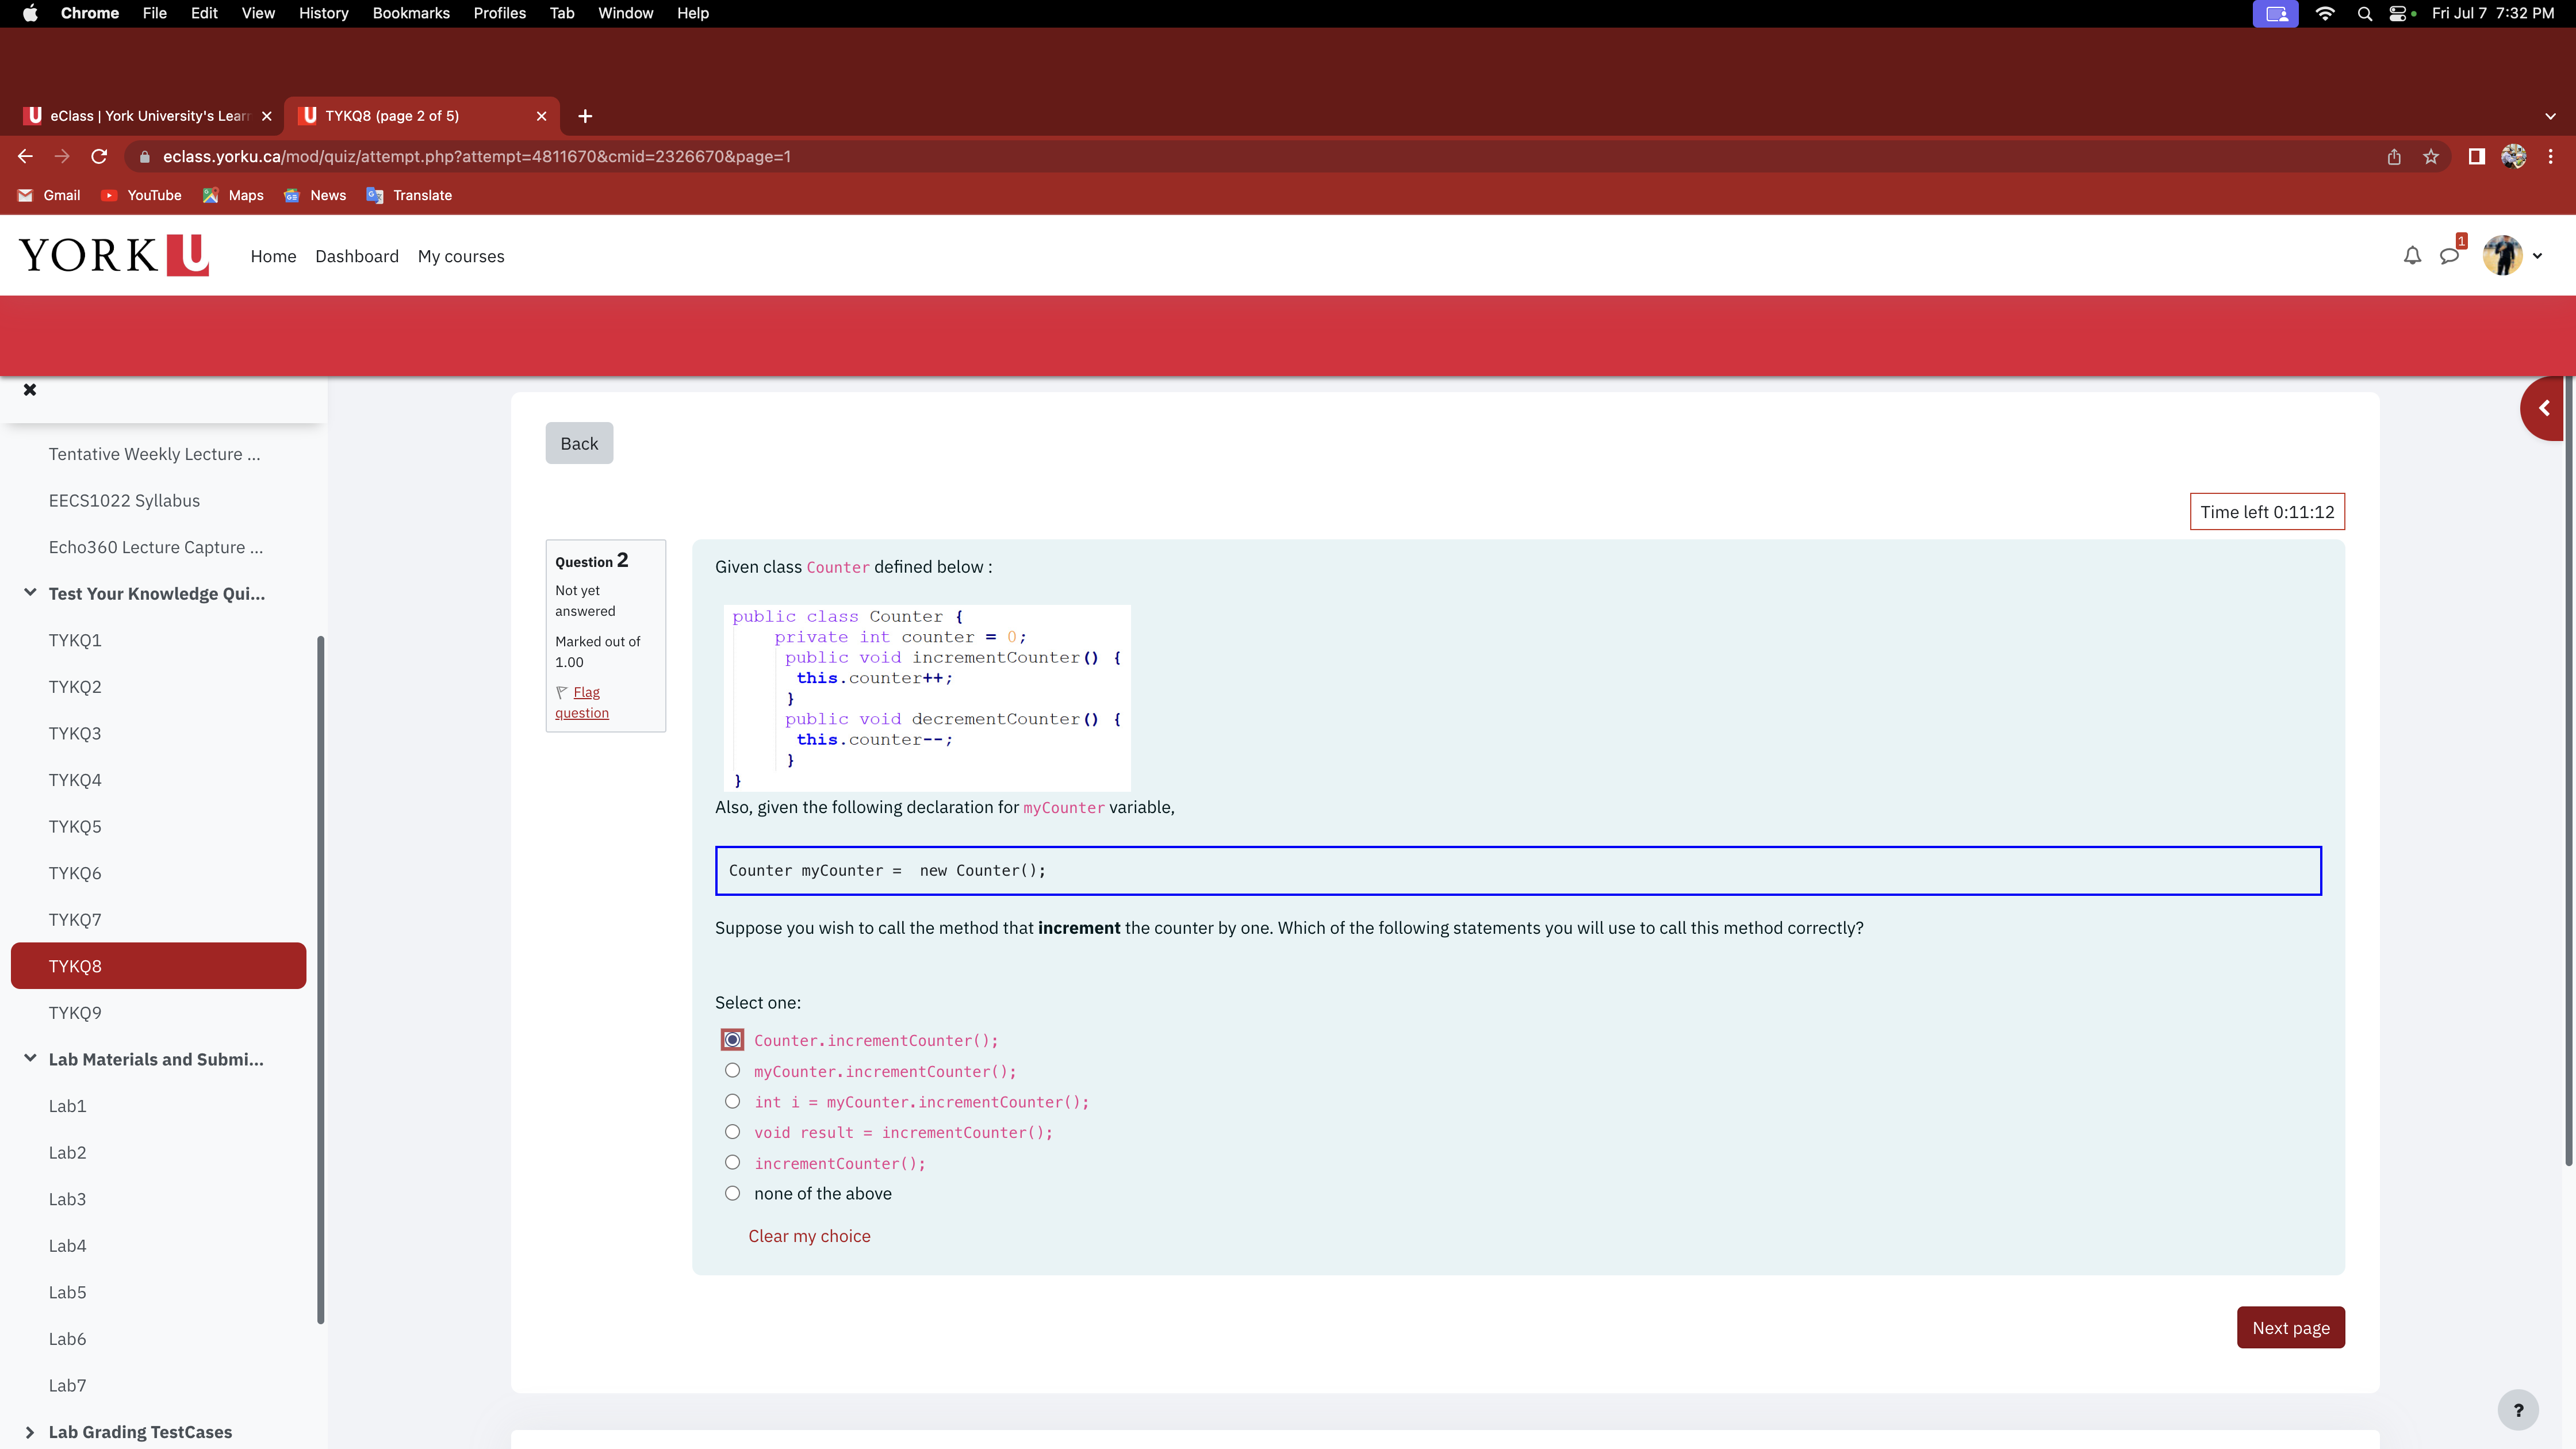 Chrome File Edit View History Bookmarks Profiles Tab Window Help
Fri Jul 7 7:32 PM
eClass | York University's Lear
TYKQ8 (page 2 of 5)
eclass.yorku.ca/mod/quiz/attempt.php?attempt=4811670&cmid=2326670&page=1
Gmail YouTube Maps News Translate
YORK U
Home Dashboard My courses
1
Tentative Weekly Lecture ...
EECS1022 Syllabus
Echo360 Lecture Capture ...
Test Your Knowledge Qui...
TYKQ1
TYKQ2
TYKQ3
TYKQ4
TYKQ5
TYKQ6
TYKQ7
TYKQ8
TYKQ9
Lab Materials and Submi...
Lab1
Lab2
Lab3
Lab4
Lab5
Lab6
Lab7
Lab Grading TestCases
Back
Time left 0:11:12
Question 2
Not yet
answered
Marked out of
1.00
Flag
question
Given class Counter defined below :
public class Counter {
private int counter = 0;
public void incrementCounter() {
this.counter++;
}
public void decrementCounter() {
this.counter--;
}
}
Also, given the following declaration for myCounter variable,
Counter myCounter =  new Counter();
Suppose you wish to call the method that increment the counter by one. Which of the following statements you will use to call this method correctly?
Select one:
Counter.incrementCounter();
myCounter.incrementCounter();
int i = myCounter.incrementCounter();
void result = incrementCounter();
incrementCounter();
none of the above
Clear my choice
Next page
?